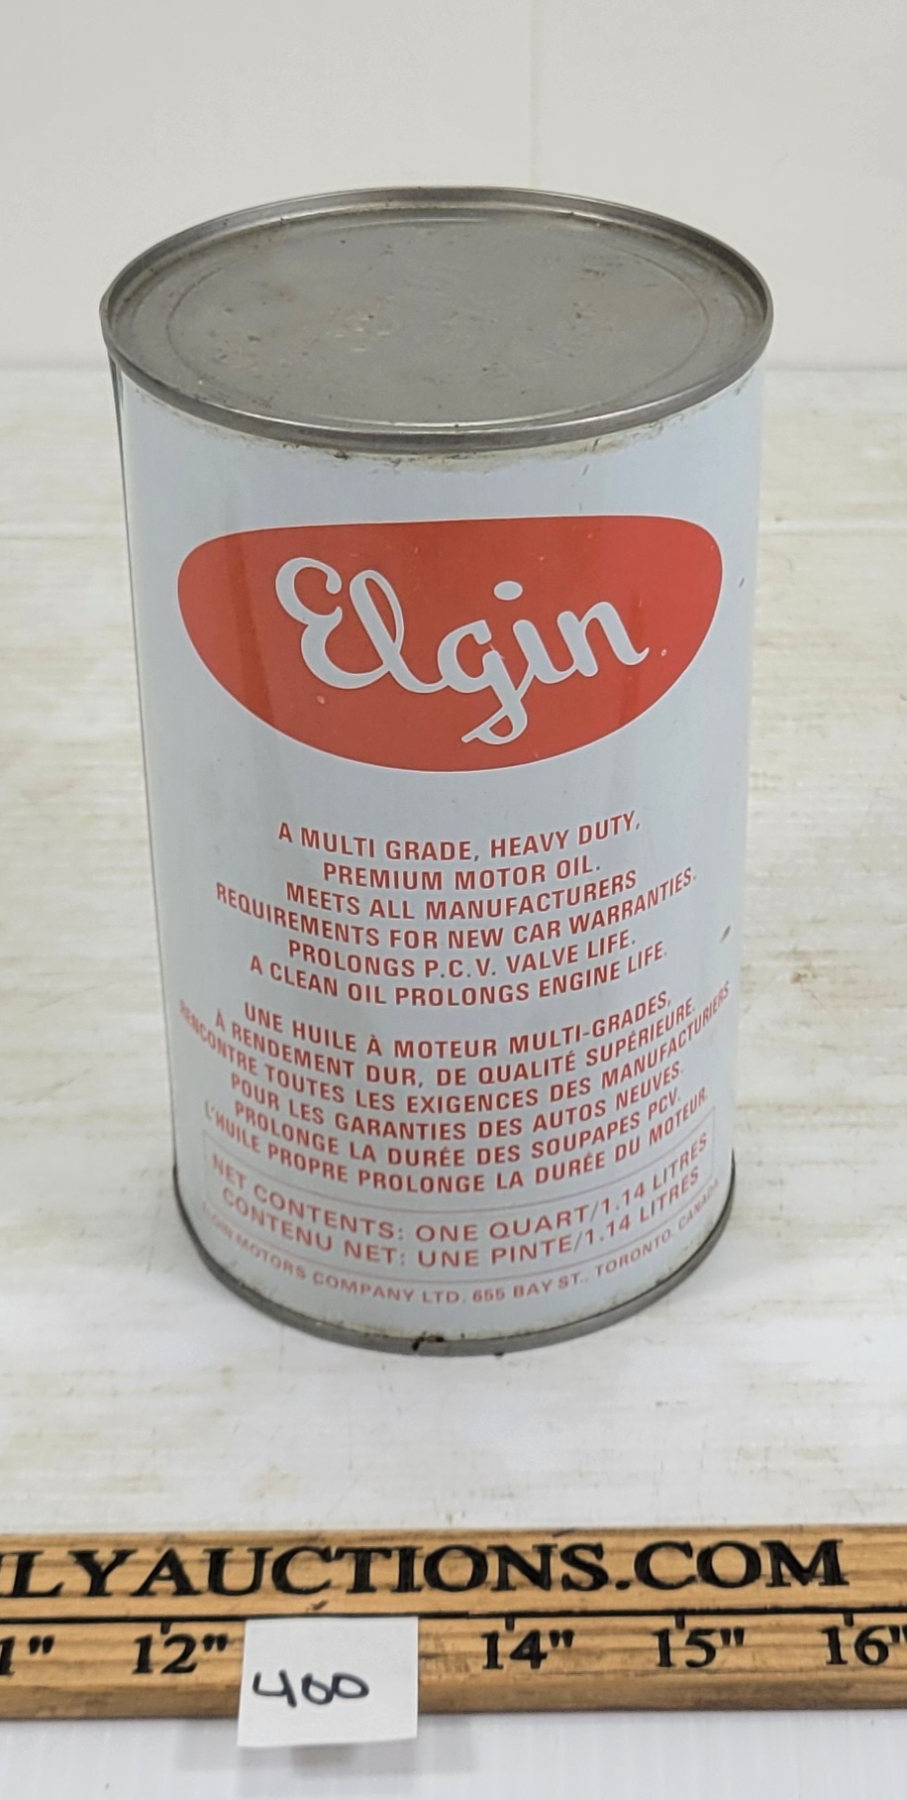 Elgin
A MULTI GRADE, HEAVY DUTY,
PREMIUM MOTOR OIL.
MEETS ALL MANUFACTURERS
REQUIREMENTS FOR NEW CAR WARRANTIES.
PROLONGS P.C.V. VALVE LIFE.
A CLEAN OIL PROLONGS ENGINE LIFE.
UNE HUILE À MOTEUR MULTI-GRADES,
À RENDEMENT DUR, DE QUALITÉ SUPÉRIEURE.
RENCONTRE TOUTES LES EXIGENCES DES MANUFACTURIERS
POUR LES GARANTIES DES AUTOS NEUVES.
PROLONGE LA DURÉE DES SOUPAPES PCV.
L'HUILE PROPRE PROLONGE LA DURÉE DU MOTEUR.
NET CONTENTS: ONE QUART/1.14 LITRES
CONTENU NET: UNE PINTE/1.14 LITRES
ELGIN MOTORS COMPANY LTD. 655 BAY ST., TORONTO, CANADA
LYAUCTIONS.COM
1" 12" 14" 15" 16"
400